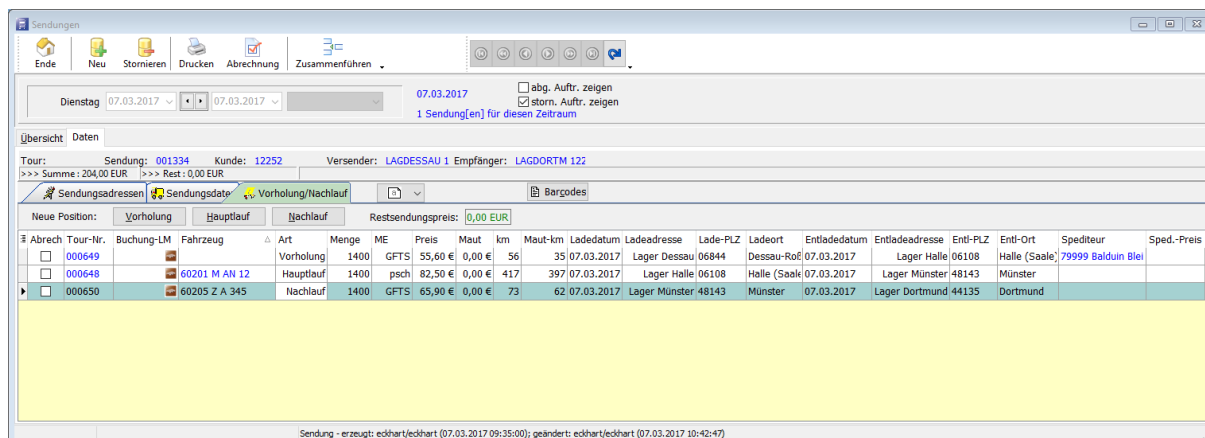 Sendungen
Ende Neu Stornieren Drucken Abrechnung Zusammenführen
Dienstag 07.03.2017 07.03.2017 07.03.2017 abg. Auftr. zeigen
storn. Auftr. zeigen
1 Sendung[en] für diesen Zeitraum
Übersicht Daten
Tour: Sendung: 001334 Kunde: 12252 Versender: LAGDESSAU 1 Empfänger: LAGDORTM 122
>>> Summe : 204,00 EUR >>> Rest : 0,00 EUR
Sendungsadressen Sendungsdate Vorholung/Nachlauf a Barcodes
Neue Position: Vorholung Hauptlauf Nachlauf Restsendungspreis: 0,00 EUR
Abrech Tour-Nr. Buchung-LM Fahrzeug Art Menge ME Preis Maut km Maut-km Ladedatum Ladeadresse Lade-PLZ Ladeort Entladedatum Entladeadresse Entl-PLZ Entl-Ort Spediteur Sped.-Preis
000649 Vorholung 1400 GFTS 55,60 € 0,00 € 56 35 07.03.2017 Lager Dessau 06844 Dessau-Roß 07.03.2017 Lager Halle 06108 Halle (Saale) 79999 Balduin Blei
000648 60201 M AN 12 Hauptlauf 1400 psch 82,50 € 0,00 € 417 397 07.03.2017 Lager Halle 06108 Halle (Saale 07.03.2017 Lager Münster 48143 Münster
000650 60205 Z A 345 Nachlauf 1400 GFTS 65,90 € 0,00 € 73 62 07.03.2017 Lager Münster 48143 Münster 07.03.2017 Lager Dortmund 44135 Dortmund
Sendung - erzeugt: eckhart/eckhart (07.03.2017 09:35:00); geändert: eckhart/eckhart (07.03.2017 10:42:47)